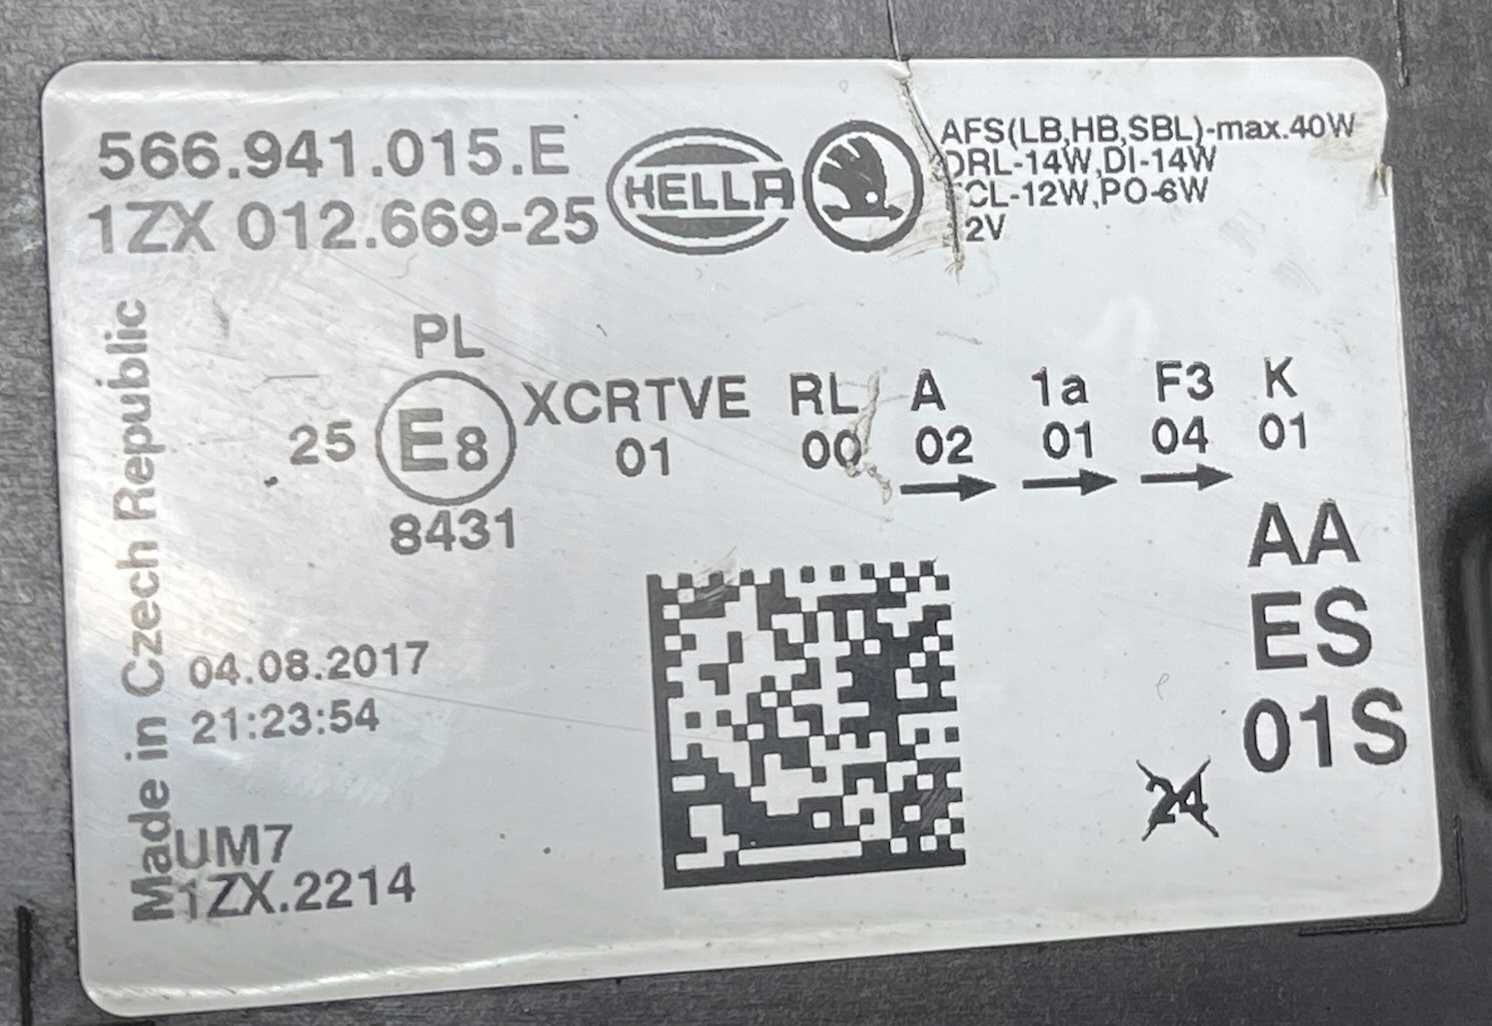 566.941.015.E
1ZX 012.669-25
HELLA
AFS(LB,HB,SBL)-max.40W
DRL-14W,DI-14W
CL-12W,PO-6W
2V
Made in Czech Republic
PL
25 E8 XCRTVE RL A 1a F3 K
01 00 02 01 04 01
8431
AA
ES
01S
04.08.2017
21:23:54
24
UM7
1ZX.2214